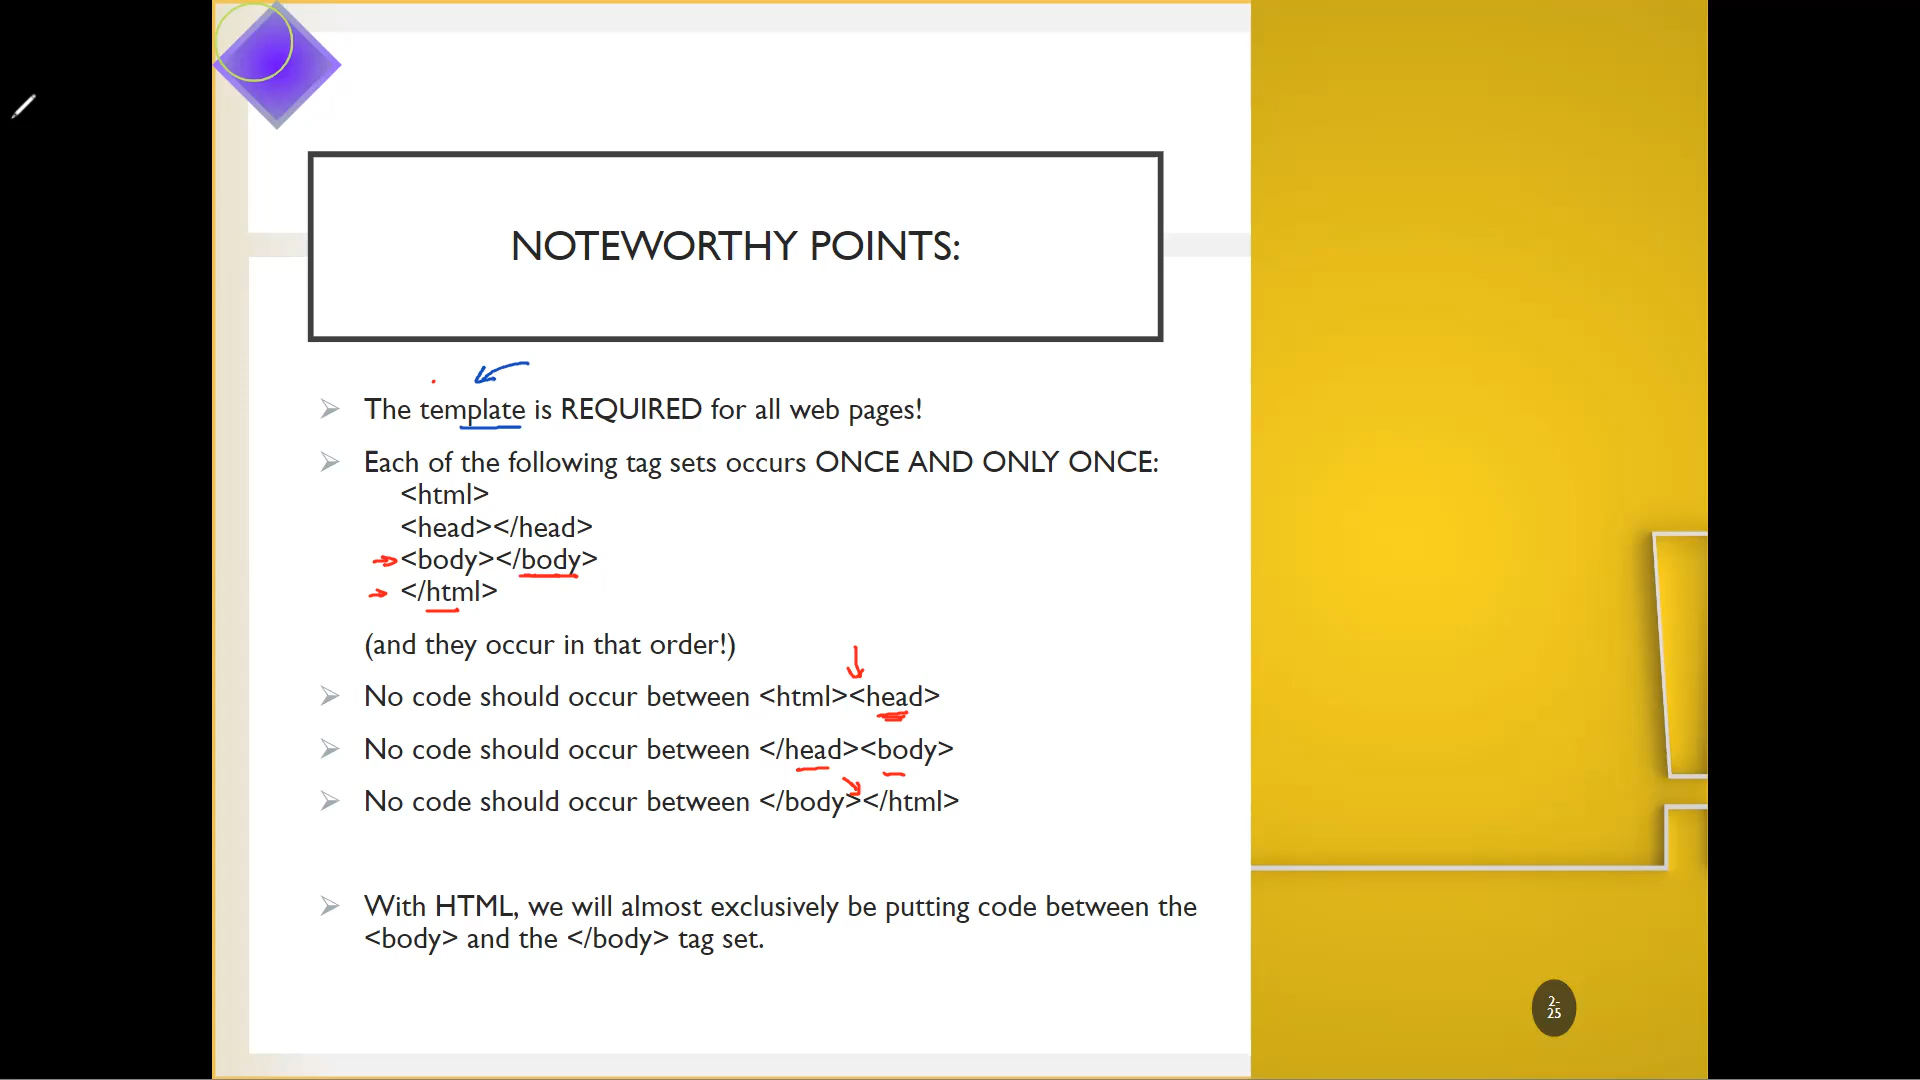 NOTEWORTHY POINTS:
The template is REQUIRED for all web pages!
Each of the following tag sets occurs ONCE AND ONLY ONCE:
<html>
<head></head>
<body></body>
</html>
(and they occur in that order!)
No code should occur between <html><head>
No code should occur between </head><body>
No code should occur between </body></html>
With HTML, we will almost exclusively be putting code between the
<body> and the </body> tag set.
2-
25